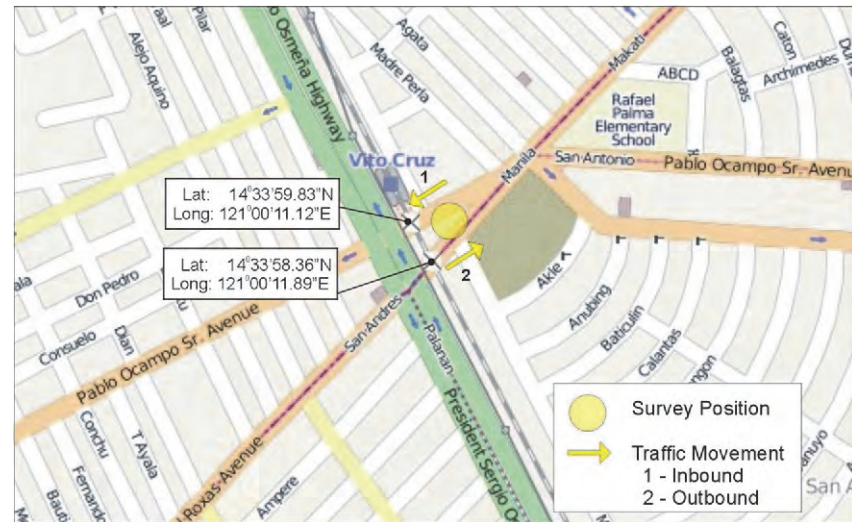 Pilar
Alejo Aquino
Osmeña Highway
Agata
Madre Perla
Makati
Manila
ABCD
Balagtas
Caton
Archimedes
Rafael
Palma
Elementary
School
San Antonio
Pablo Ocampo Sr. Avenue
Vito Cruz
1
Lat: 14°33'59.83"N
Long: 121°00'11.12"E
Lat: 14°33'58.36"N
Long: 121°00'11.89"E
2
Don Pedro
Consuelo
Dian
Pablo Ocampo Sr. Avenue
San Andres
Palanan
Akle
Anubing
Baticulin
Calantas
Conchu
T Ayala
Roxas Avenue
Ampere
President Sergio O
San A
Survey Position
Traffic Movement
1 - Inbound
2 - Outbound